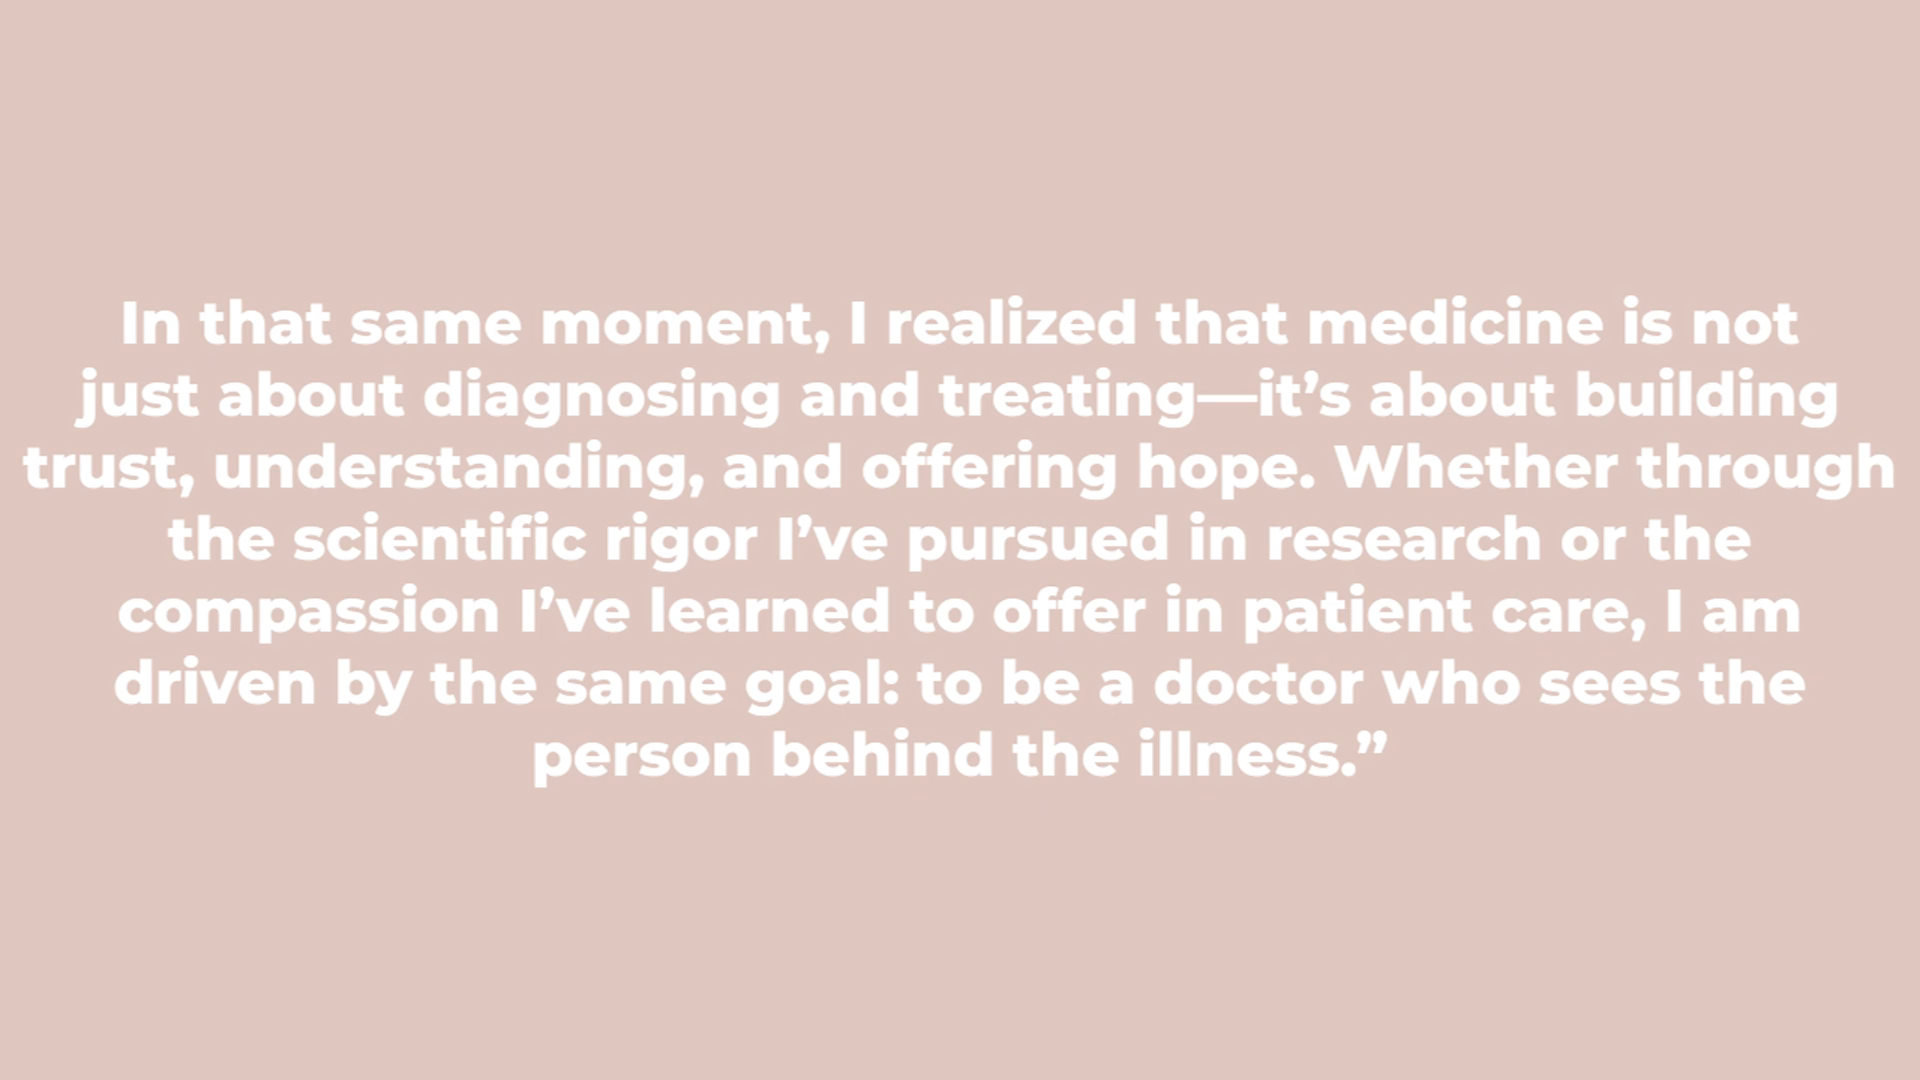 In that same moment, I realized that medicine is not
just about diagnosing and treating—it’s about building
trust, understanding, and offering hope. Whether through
the scientific rigor I’ve pursued in research or the
compassion I’ve learned to offer in patient care, I am
driven by the same goal: to be a doctor who sees the
person behind the illness.”